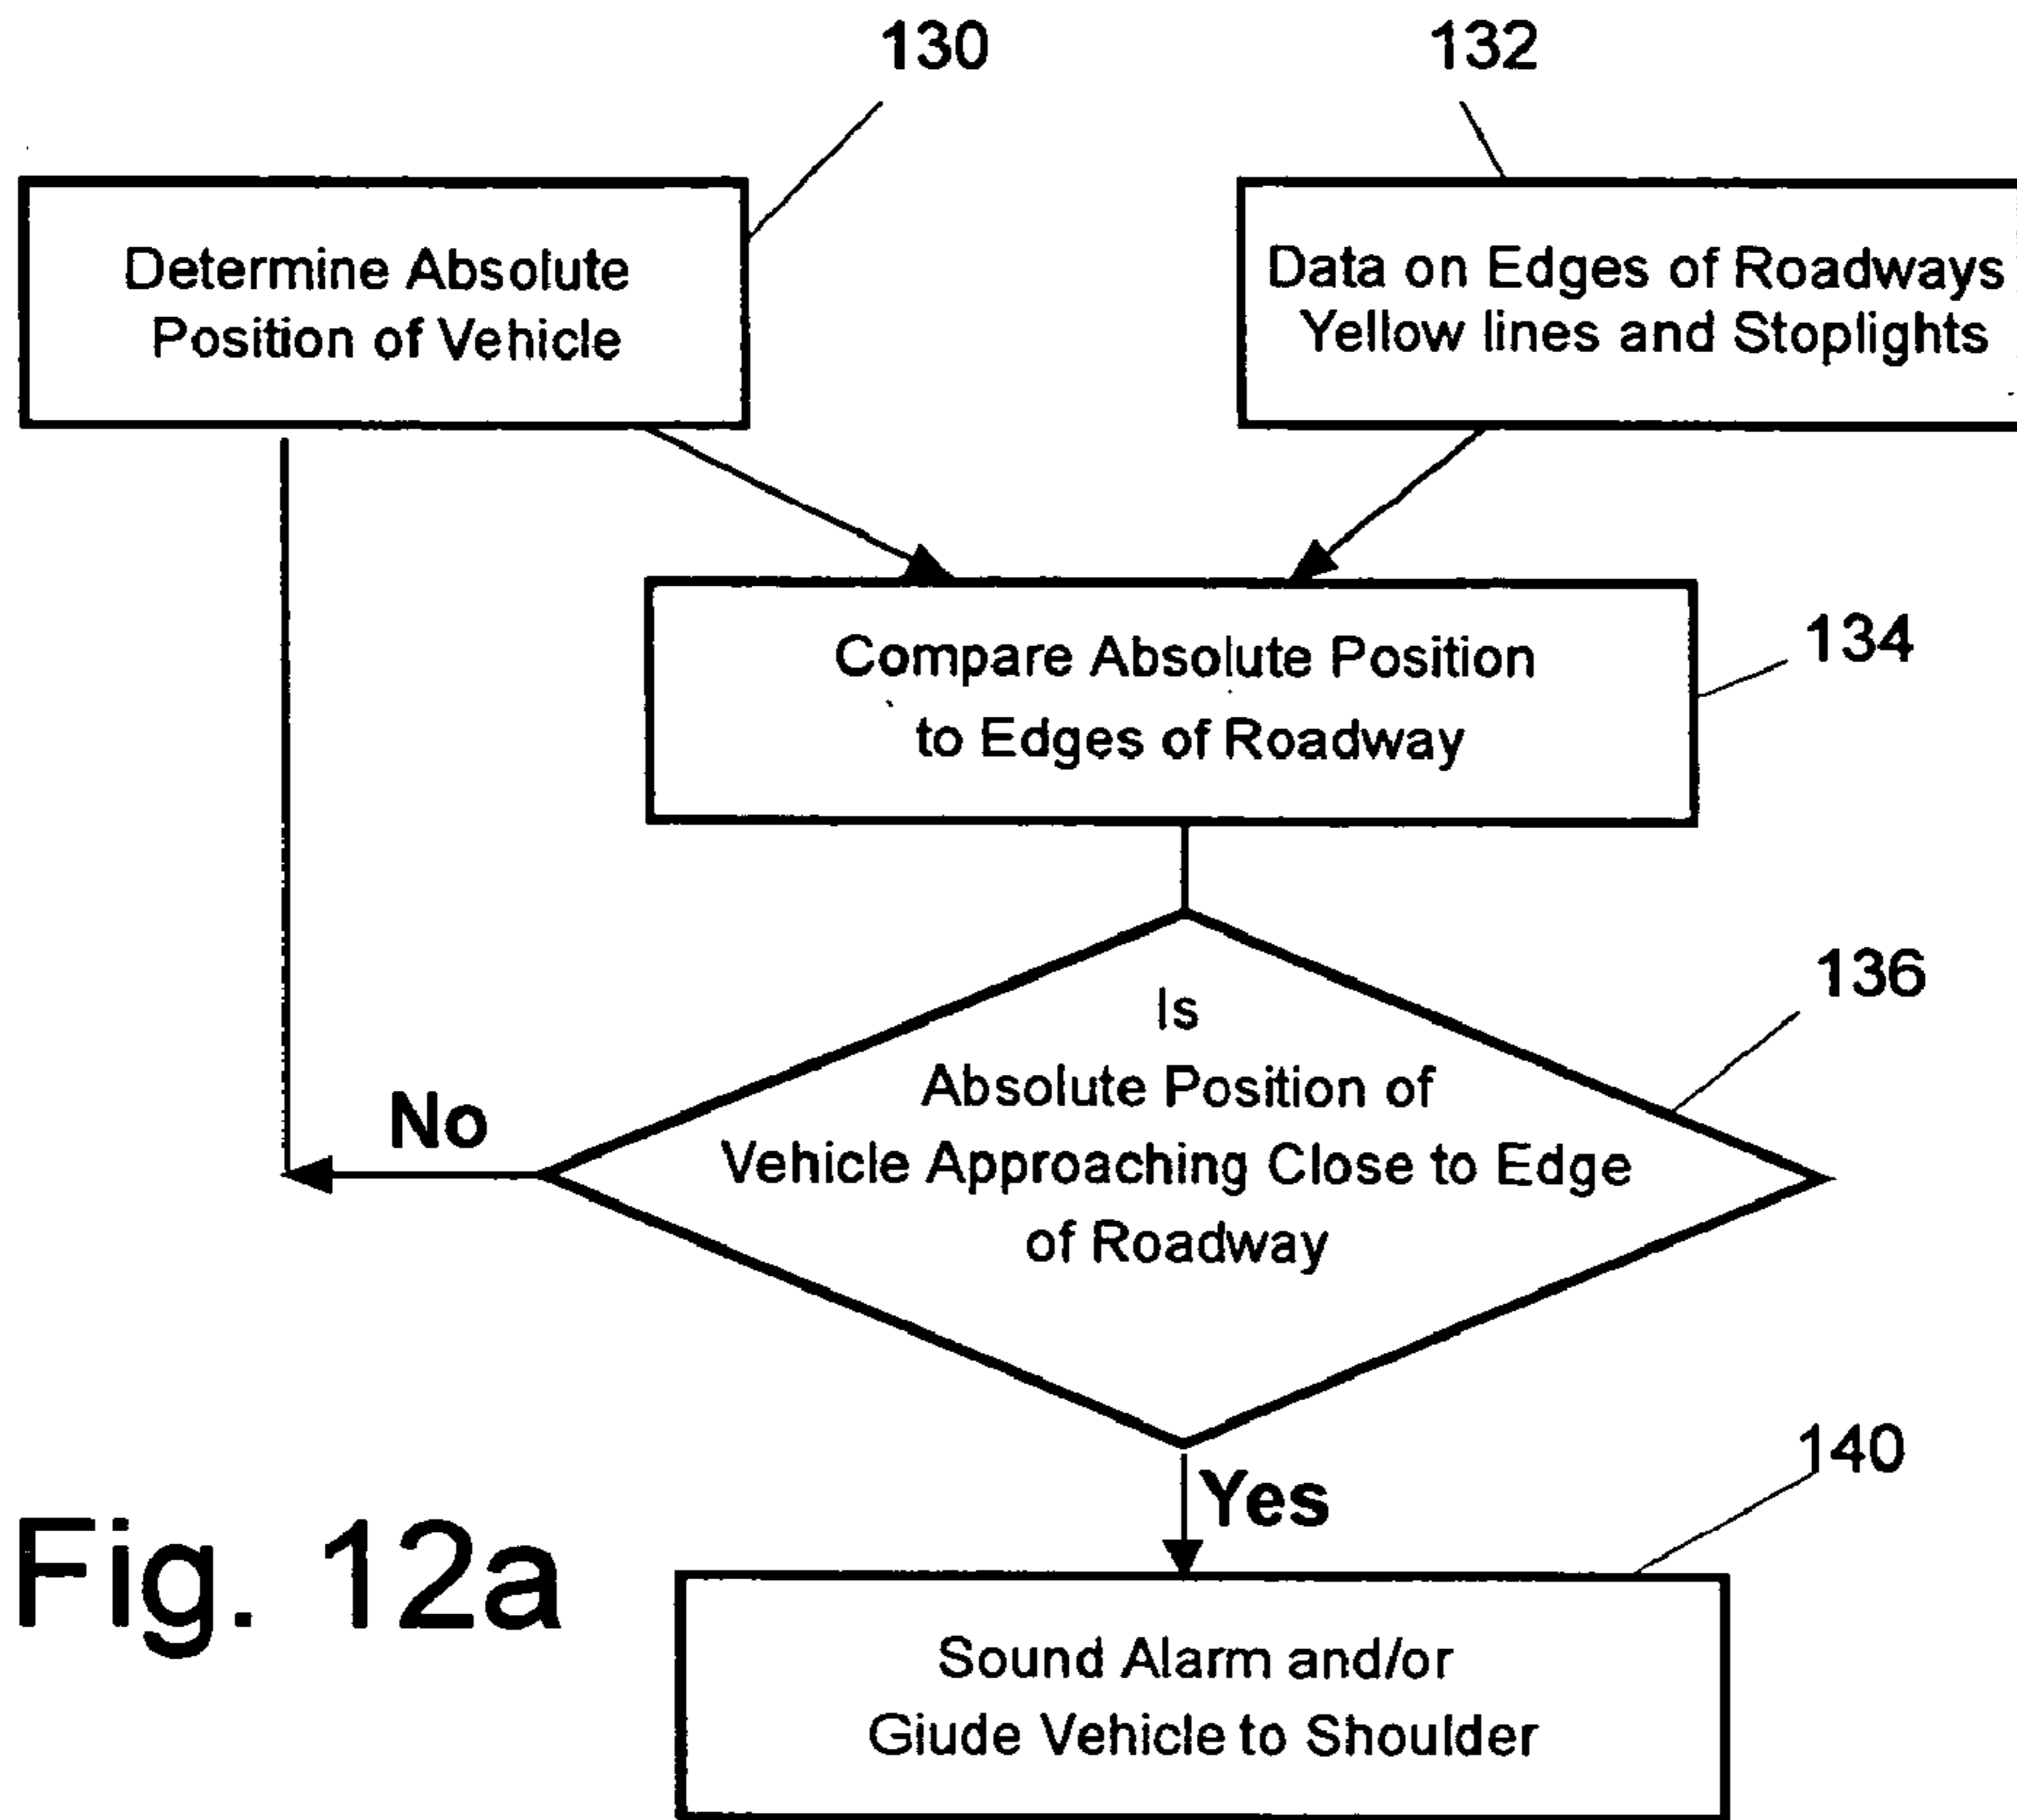 130
132
Determine Absolute
Position of Vehicle
Data on Edges of Roadways
Yellow lines and Stoplights
Compare Absolute Position
to Edges of Roadway
134
136
Is
Absolute Position of
Vehicle Approaching Close to Edge
of Roadway
No
Yes
140
Fig. 12a
Sound Alarm and/or
Giude Vehicle to Shoulder